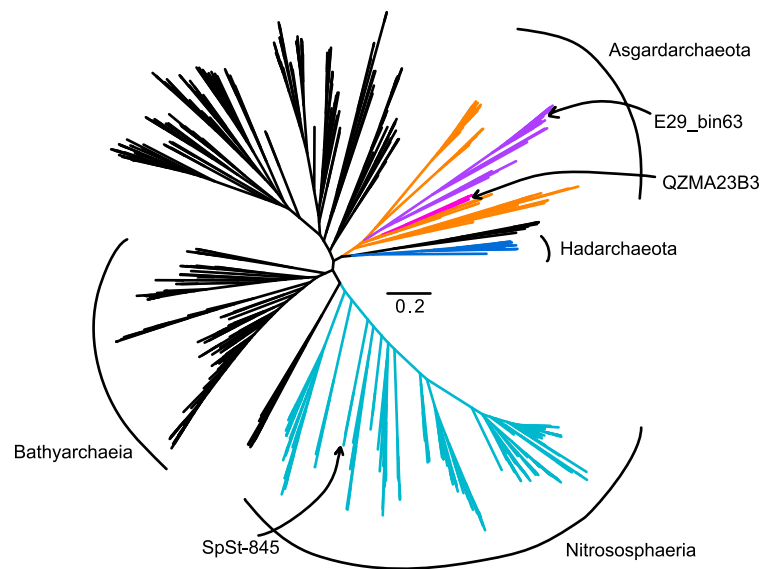 Asgardarchaeota
E29_bin63
QZMA23B3
Hadarchaeota
0.2
Bathyarchaeia
SpSt-845
Nitrososphaeria